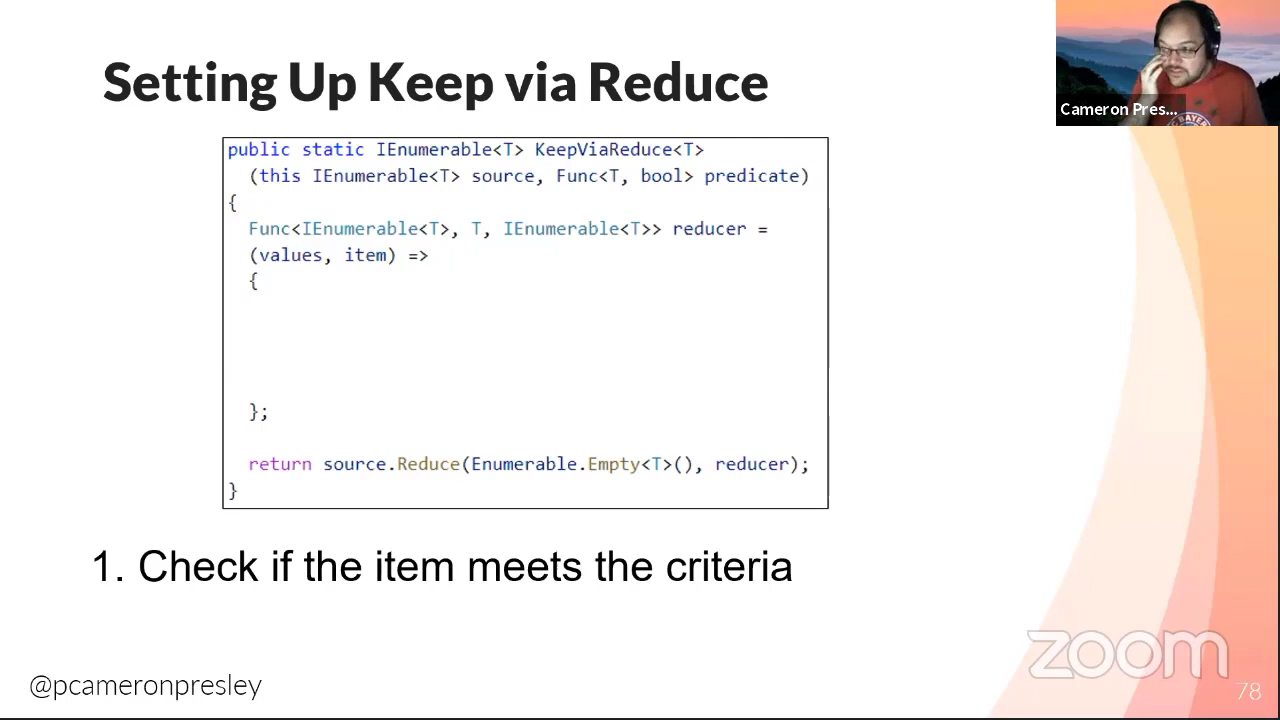 Setting Up Keep via Reduce
Cameron Pres...
public static IEnumerable<T> KeepViaReduce<T>
(this IEnumerable<T> source, Func<T, bool> predicate)
{
Func<IEnumerable<T>, T, IEnumerable<T>> reducer =
(values, item) =>
{
};
return source.Reduce(Enumerable.Empty<T>(), reducer);
}
1. Check if the item meets the criteria
zoom
@pcameronpresley
78